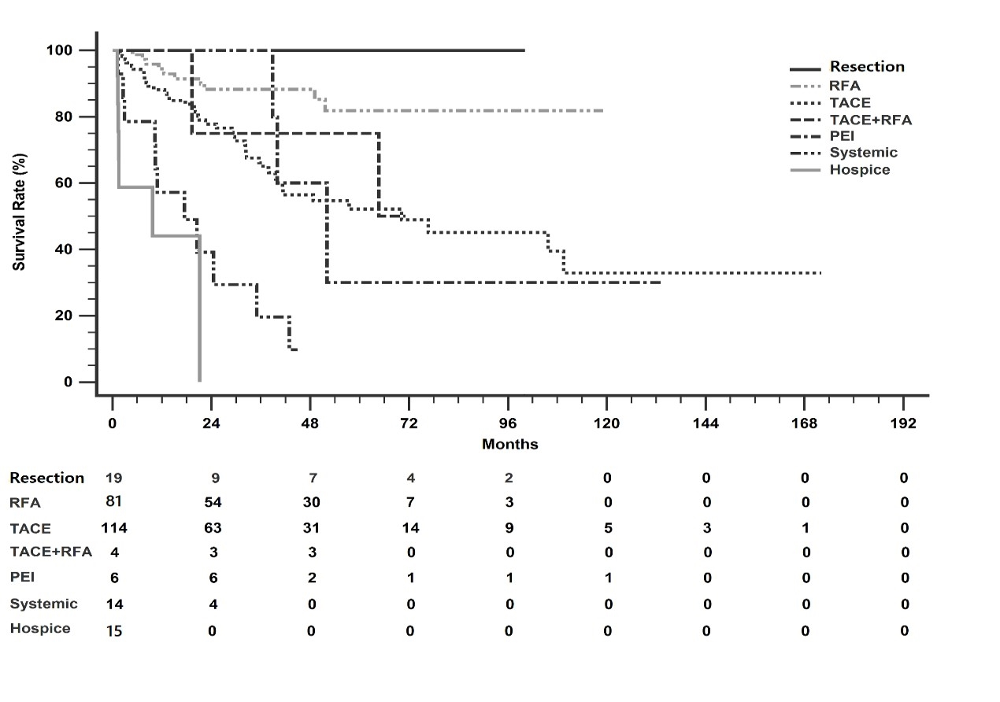 100
80
60
40
20
0
Survival Rate (%)
Resection
RFA
TACE
TACE+RFA
PEI
Systemic
Hospice
0 24 48 72 96 120 144 168 192
Months
Resection 19 9 7 4 2 0 0 0 0
RFA 81 54 30 7 3 0 0 0 0
TACE 114 63 31 14 9 5 3 1 0
TACE+RFA 4 3 3 0 0 0 0 0 0
PEI 6 6 2 1 1 1 0 0 0
Systemic 14 4 0 0 0 0 0 0 0
Hospice 15 0 0 0 0 0 0 0 0